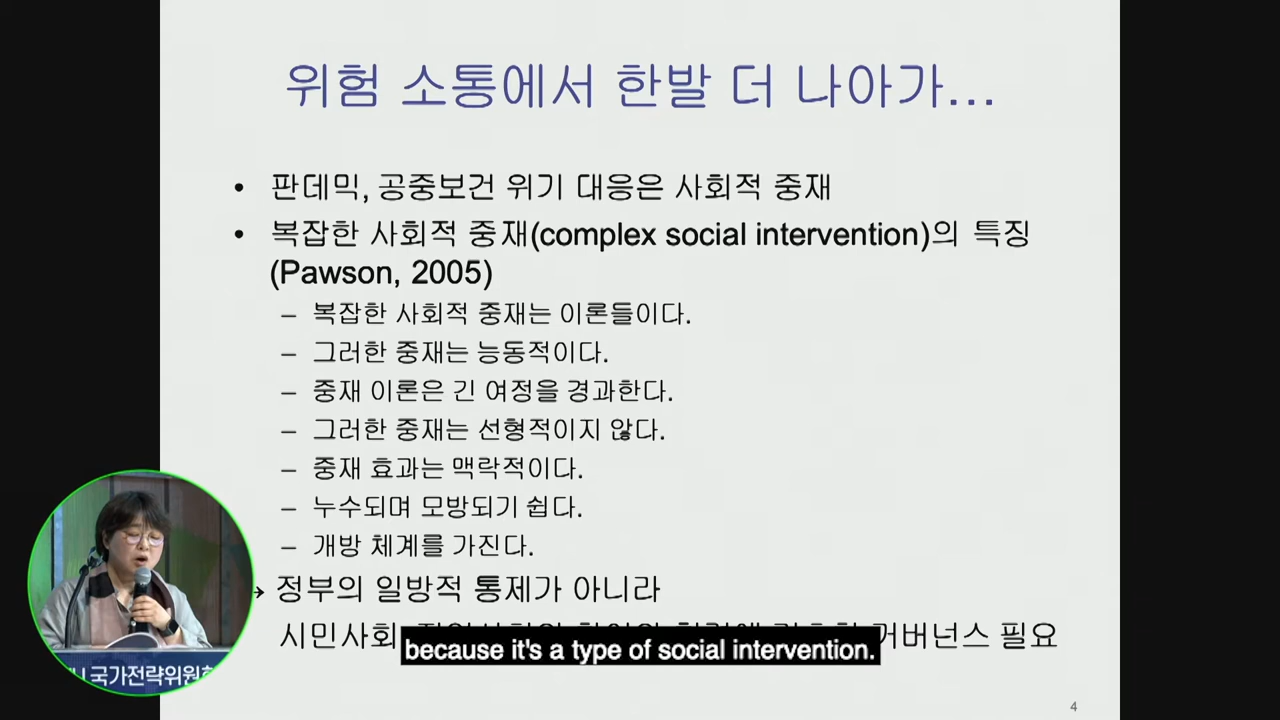 위험 소통에서 한발 더 나아가...
• 판데믹, 공중보건 위기 대응은 사회적 중재
• 복잡한 사회적 중재(complex social intervention)의 특징
(Pawson, 2005)
– 복잡한 사회적 중재는 이론들이다.
– 그러한 중재는 능동적이다.
– 중재 이론은 긴 여정을 경과한다.
– 그러한 중재는 선형적이지 않다.
– 중재 효과는 맥락적이다.
– 누수되며 모방되기 쉽다.
– 개방 체계를 가진다.
→ 정부의 일방적 통제가 아니라
시민사회 거버넌스 필요
because it's a type of social intervention.
국가전략위원회
4